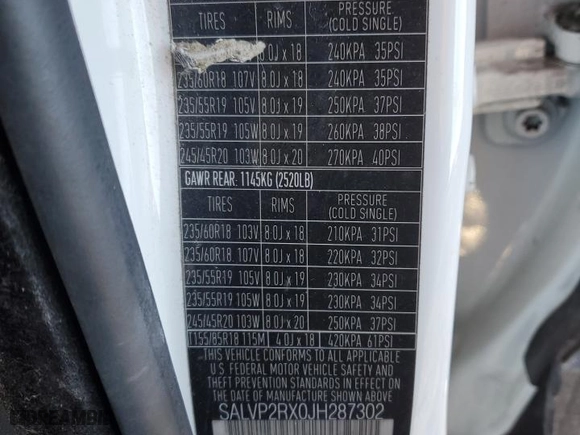 TIRES RIMS PRESSURE (COLD SINGLE)
8.0J x 18 240KPA 35PSI
235/60R18 107V 8.0J x 18 240KPA 35PSI
235/55R19 105V 8.0J x 19 250KPA 37PSI
235/55R19 105W 8.0J x 19 260KPA 38PSI
245/45R20 103W 8.0J x 20 270KPA 40PSI
GAWR REAR: 1145KG (2520LB)
TIRES RIMS PRESSURE (COLD SINGLE)
235/60R18 103V 8.0J x 18 210KPA 31PSI
235/60R18 107V 8.0J x 18 220KPA 32PSI
235/55R19 105V 8.0J x 19 230KPA 34PSI
235/55R19 105W 8.0J x 19 230KPA 34PSI
245/45R20 103W 8.0J x 20 250KPA 37PSI
T155/85R18 115M 4.0J x 18 420KPA 61PSI
THIS VEHICLE CONFORMS TO ALL APPLICABLE
U.S FEDERAL MOTOR VEHICLE SAFETY, BUMPER,
AND THEFT PREVENTION STANDARDS IN EFFECT
ON THE DATE OF MANUFACTURE SHOWN ABOVE.
SALVP2RX0JH287302